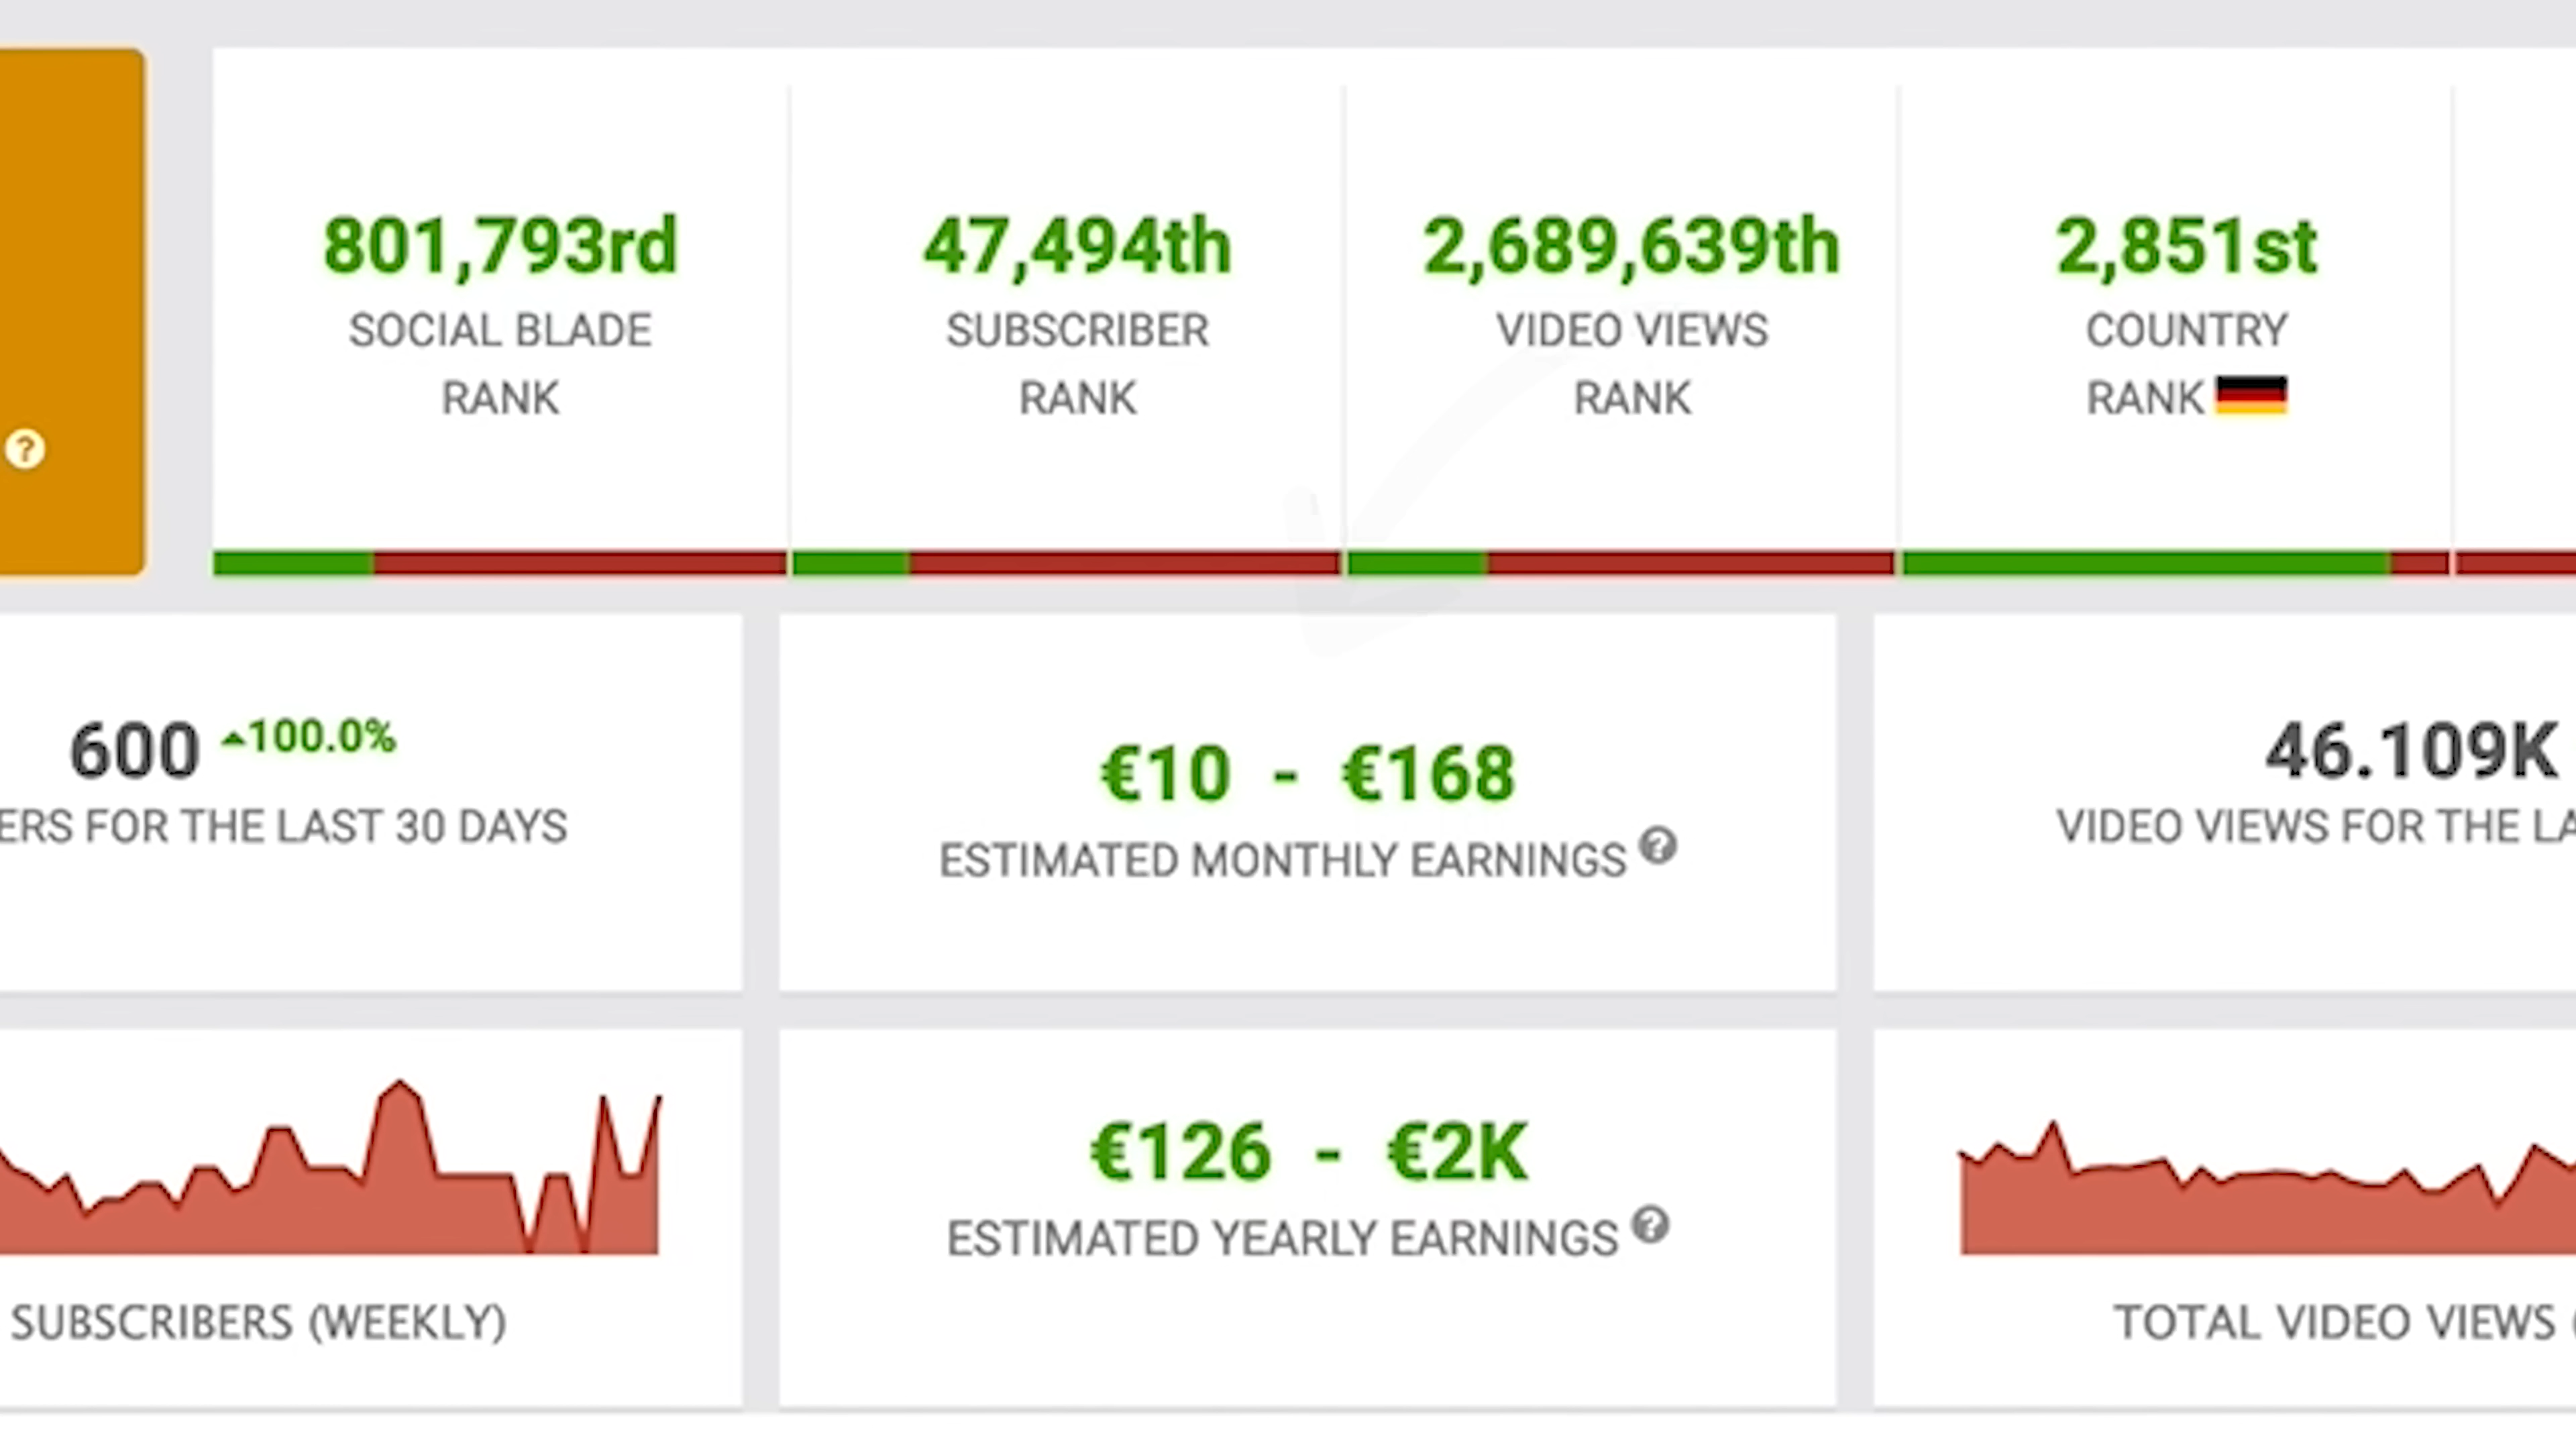 801,793rd
SOCIAL BLADE
RANK
47,494th
SUBSCRIBER
RANK
2,689,639th
VIDEO VIEWS
RANK
2,851st
COUNTRY
RANK
?
600 100.0%
ERS FOR THE LAST 30 DAYS
€10 - €168
ESTIMATED MONTHLY EARNINGS ?
46.109K
VIDEO VIEWS FOR THE LA
SUBSCRIBERS (WEEKLY)
€126 - €2K
ESTIMATED YEARLY EARNINGS ?
TOTAL VIDEO VIEWS (